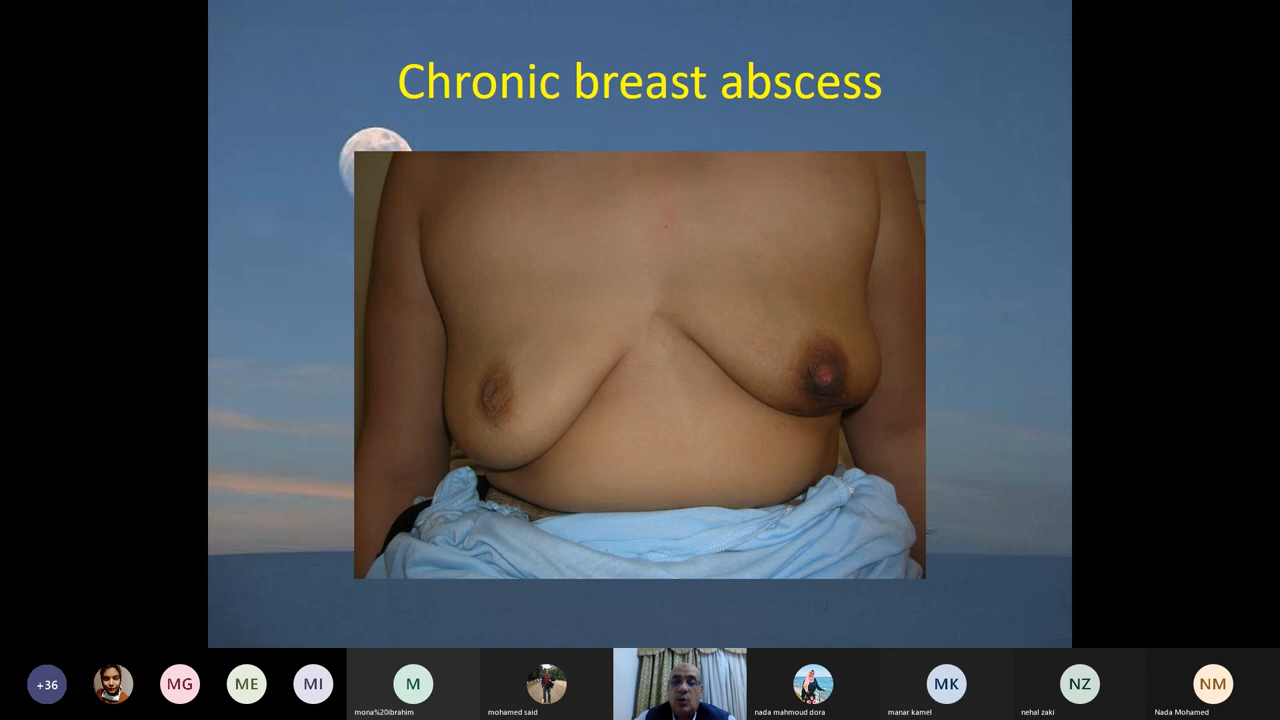 Chronic breast abscess
+36
MG
ME
MI
M
MK
NZ
NM
mona%20ibrahim
mohamed said
nada mahmoud dora
manar kamel
nehal zaki
Nada Mohamed